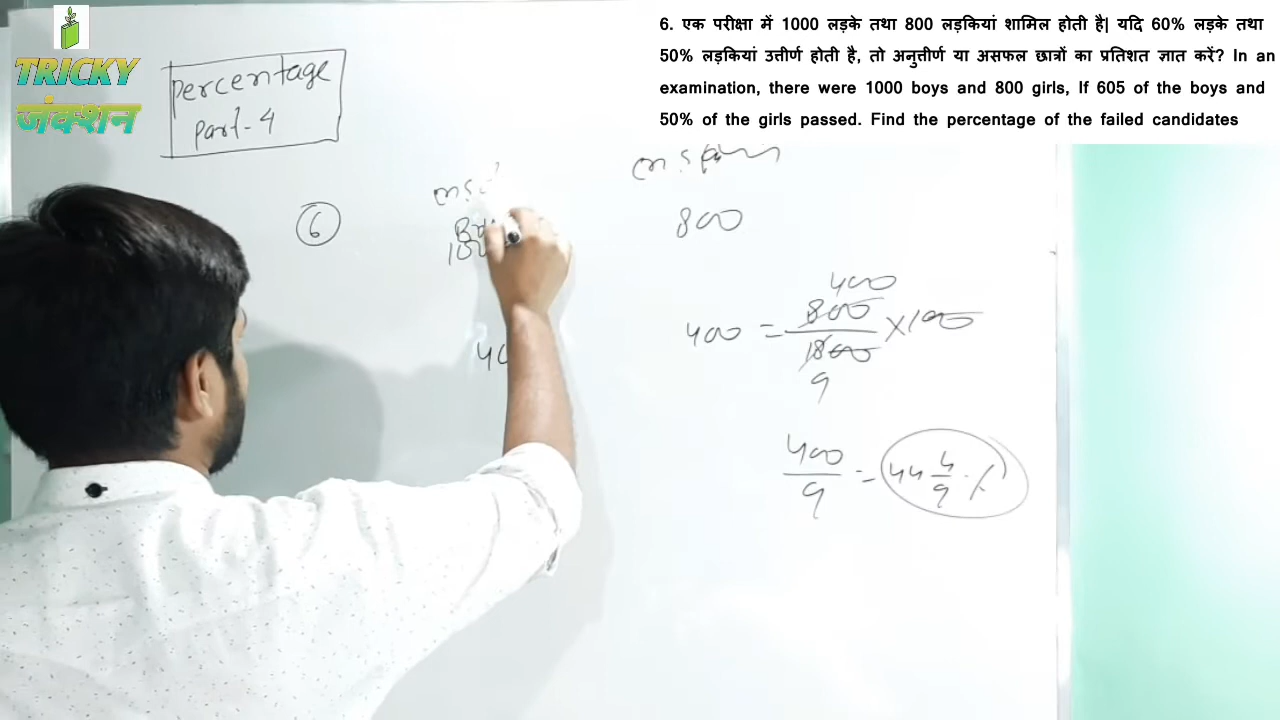 TRICKY
जंक्शन
Percentage
Part-4
6. एक परीक्षा में 1000 लड़के तथा 800 लड़कियां शामिल होती है| यदि 60% लड़के तथा
50% लड़कियां उत्तीर्ण होती है, तो अनुत्तीर्ण या असफल छात्रों का प्रतिशत ज्ञात करें? In an
examination, there were 1000 boys and 800 girls, If 605 of the boys and
50% of the girls passed. Find the percentage of the failed candidates
6
800
400 = 800/1800 × 100
400
9
400/9 = 44 4/9 %